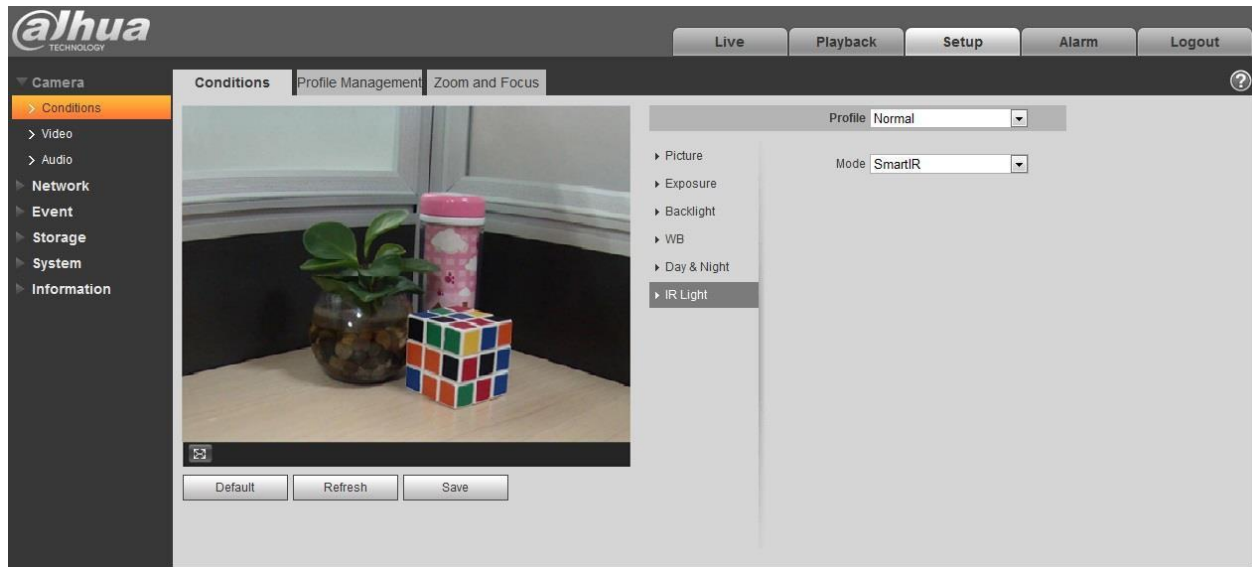 alhua
TECHNOLOGY
Live
Playback
Setup
Alarm
Logout
Camera
Conditions
Video
Audio
Network
Event
Storage
System
Information
Conditions
Profile Management
Zoom and Focus
?
Profile Normal
Picture
Exposure
Backlight
WB
Day & Night
IR Light
Mode SmartIR
Default
Refresh
Save